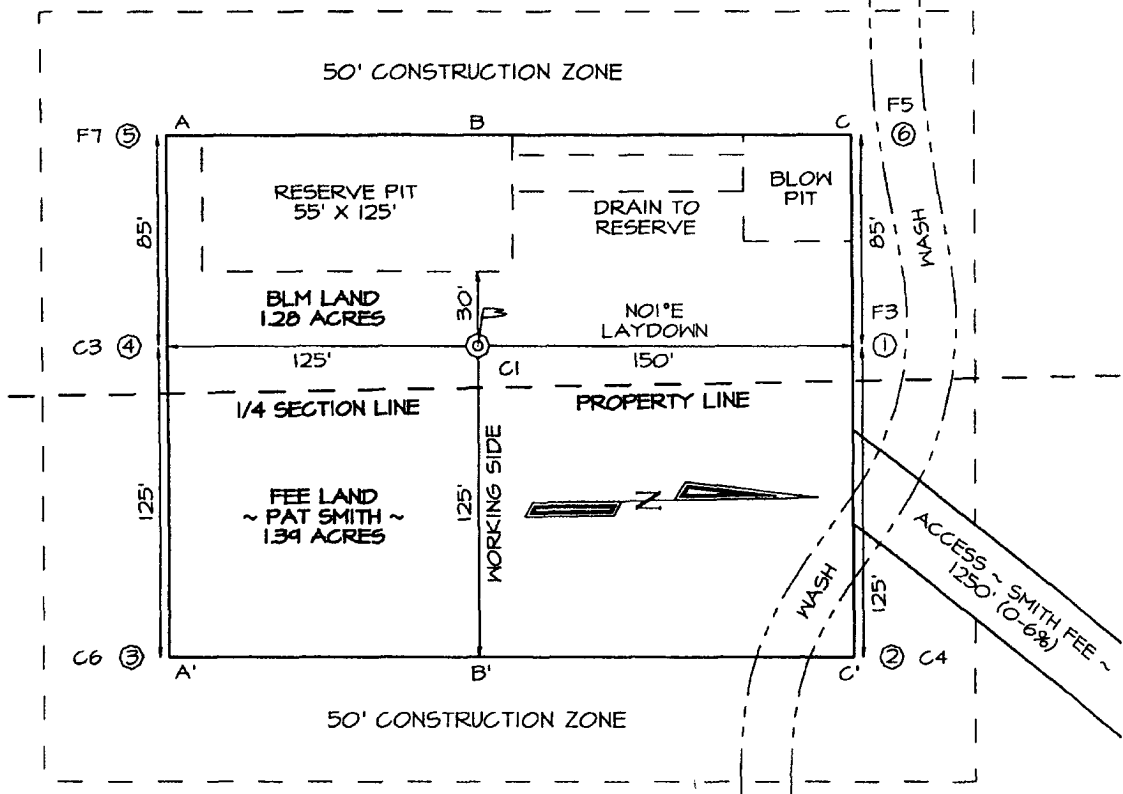 50' CONSTRUCTION ZONE
F5
⑥
F7 ⑤
A
B
C
RESERVE PIT
55' X 125'
BLOW
PIT
DRAIN TO
RESERVE
85'
85'
WASH
BLM LAND
1.28 ACRES
30'
N01°E
LAYDOWN
F3
①
C3 ④
125'
150'
C1
1/4 SECTION LINE
PROPERTY LINE
125'
FEE LAND
~ PAT SMITH ~
1.39 ACRES
125'
WORKING SIDE
N
WASH
125'
ACCESS ~ SMITH FEE ~
1250' (0-6%)
C6 ③
A'
B'
C'
② C4
50' CONSTRUCTION ZONE